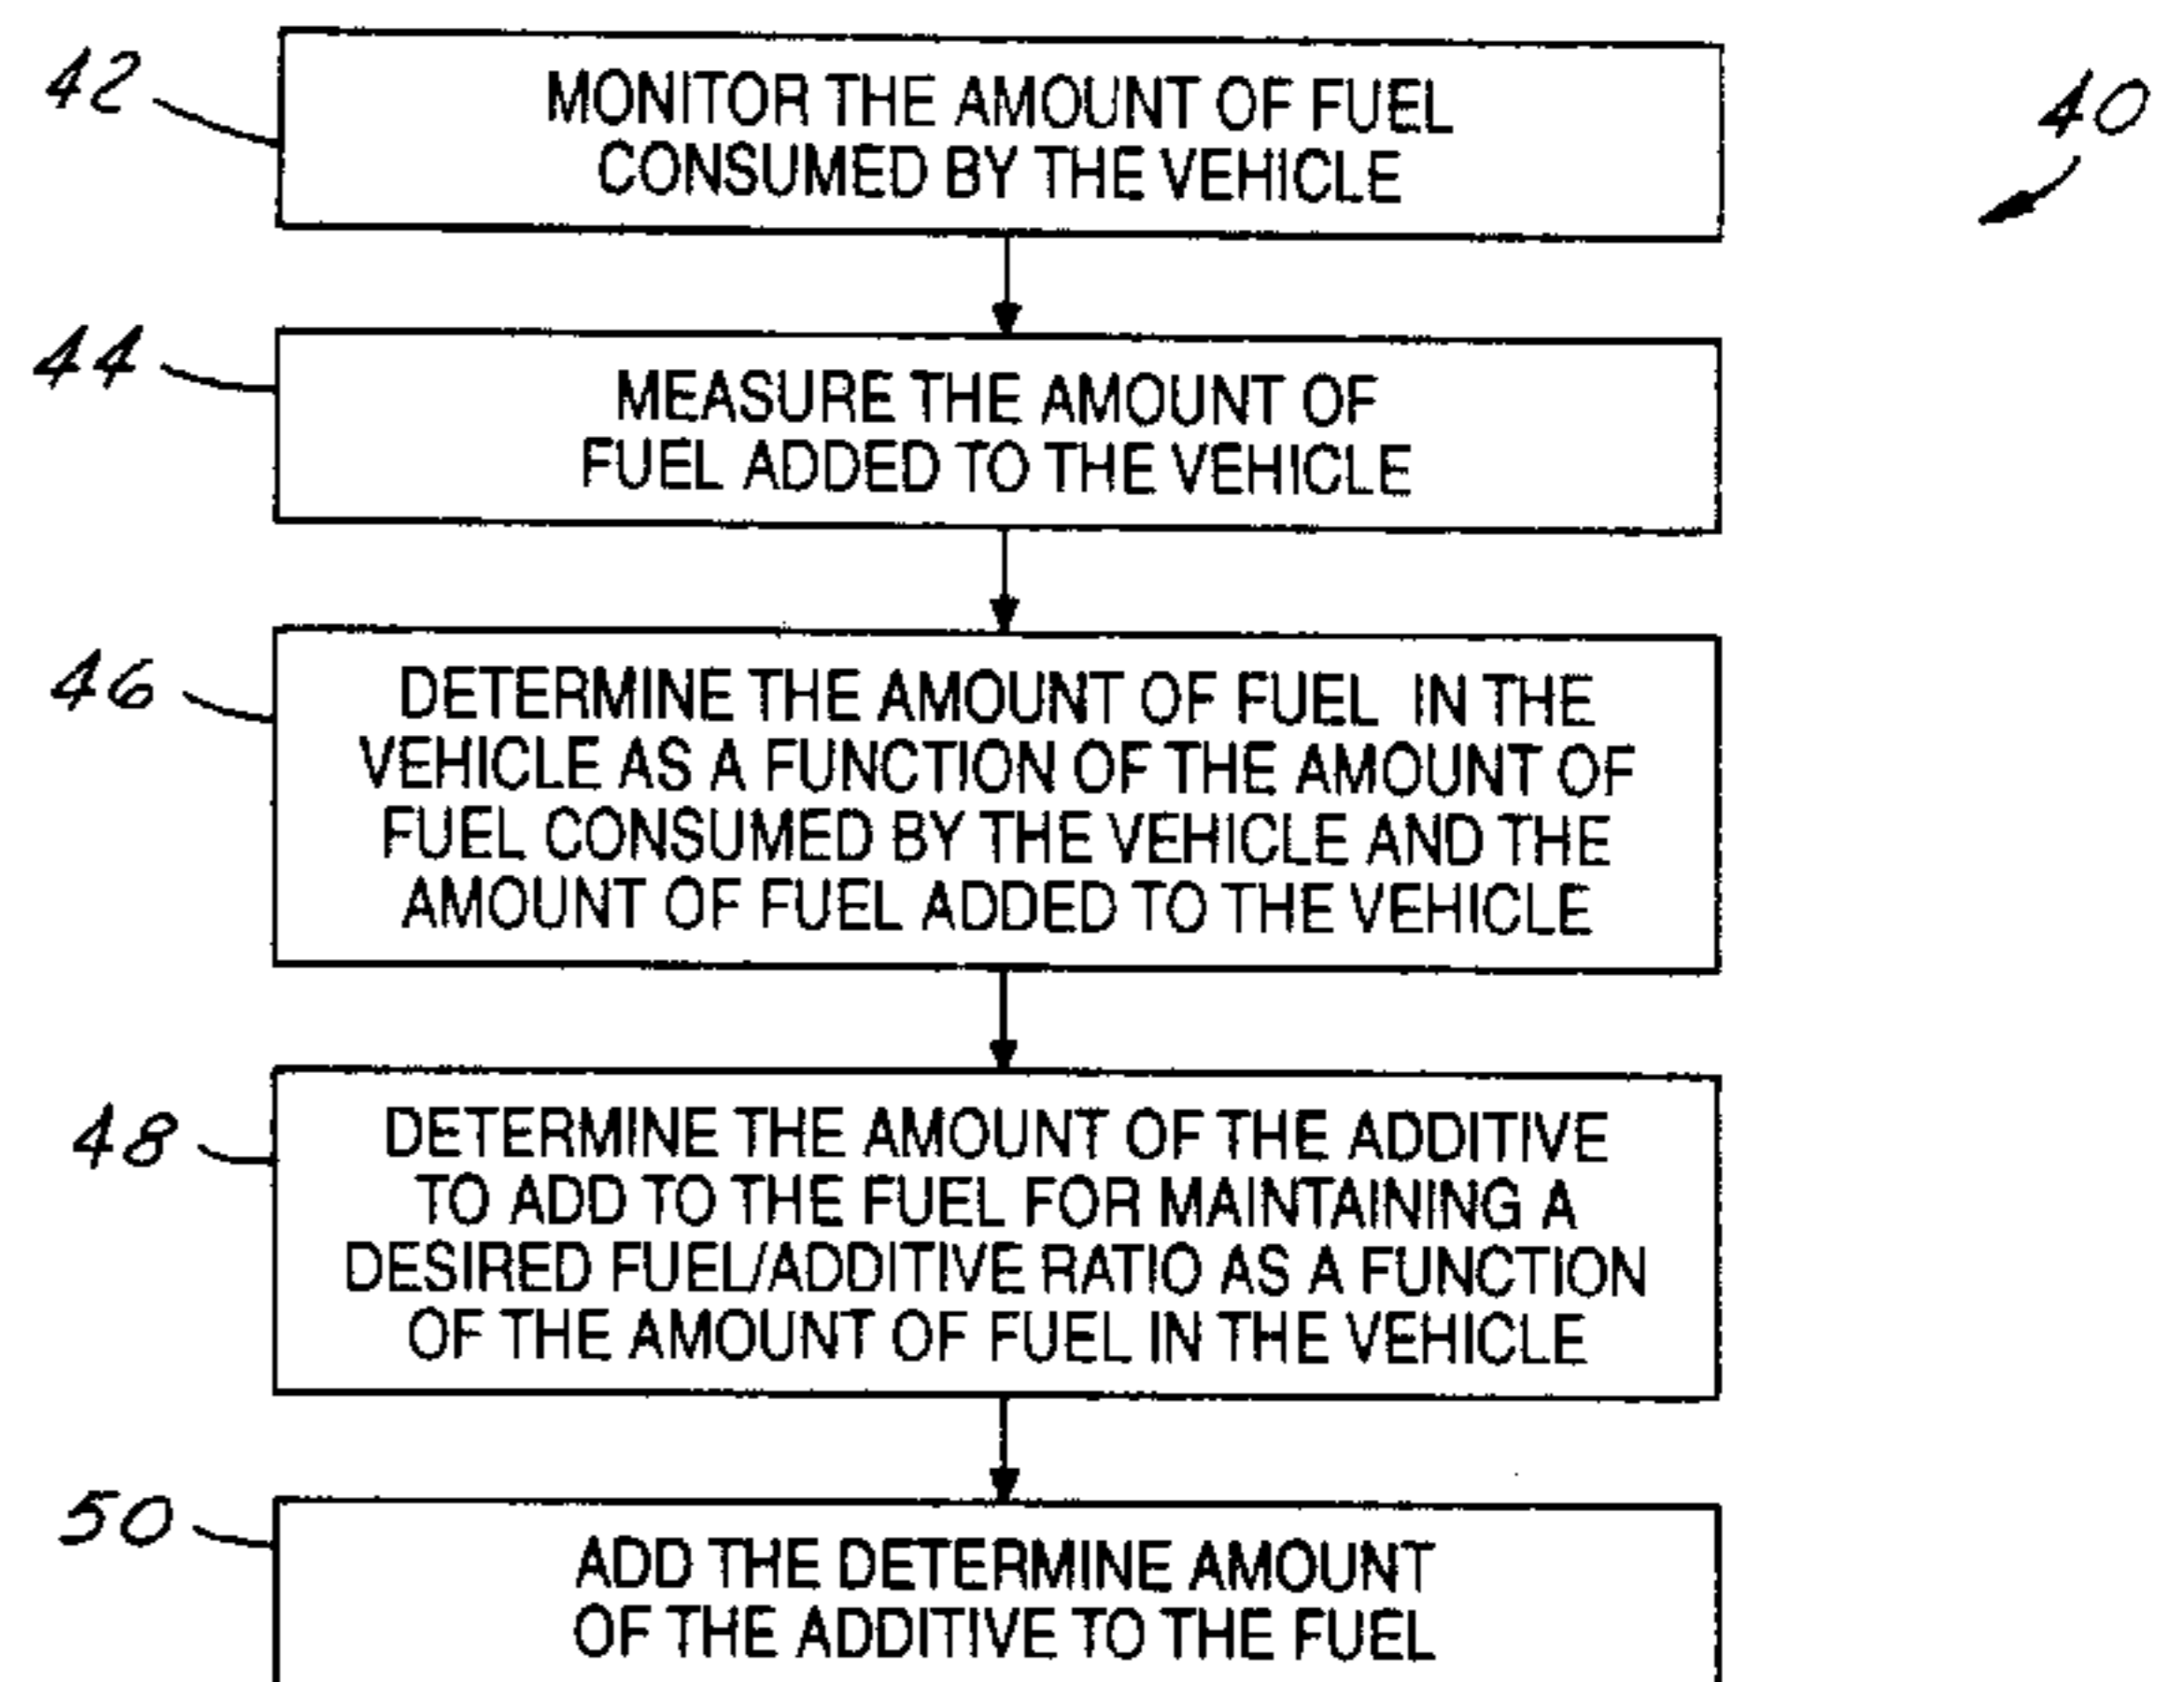 42
MONITOR THE AMOUNT OF FUEL
CONSUMED BY THE VEHICLE
40
44
MEASURE THE AMOUNT OF
FUEL ADDED TO THE VEHICLE
46
DETERMINE THE AMOUNT OF FUEL IN THE
VEHICLE AS A FUNCTION OF THE AMOUNT OF
FUEL CONSUMED BY THE VEHICLE AND THE
AMOUNT OF FUEL ADDED TO THE VEHICLE
48
DETERMINE THE AMOUNT OF THE ADDITIVE
TO ADD TO THE FUEL FOR MAINTAINING A
DESIRED FUEL/ADDITIVE RATIO AS A FUNCTION
OF THE AMOUNT OF FUEL IN THE VEHICLE
50
ADD THE DETERMINE AMOUNT
OF THE ADDITIVE TO THE FUEL